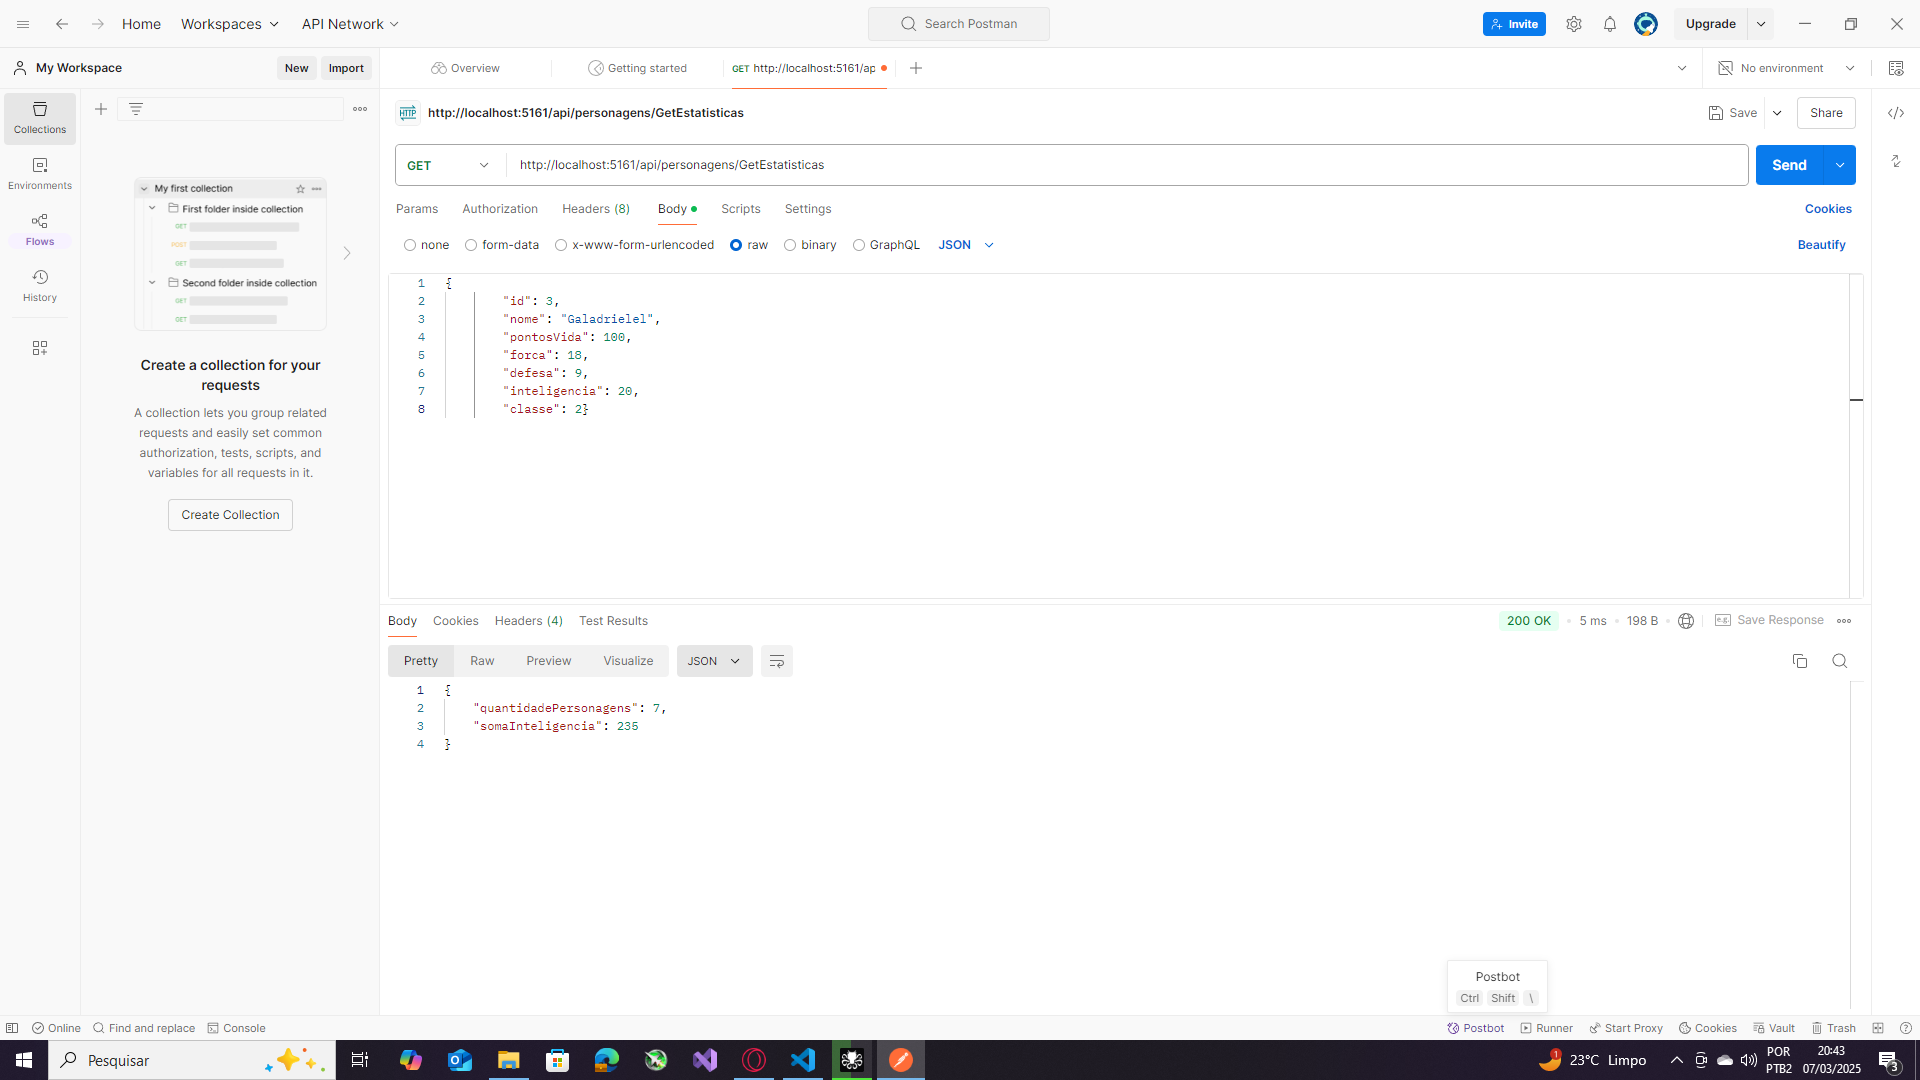 Home
Workspaces
API Network
Search Postman
Invite
Upgrade
My Workspace
New
Import
Overview
Getting started
GET http://localhost:5161/ap
No environment
Collections
Environments
Flows
History
My first collection
First folder inside collection
GET
POST
GET
Second folder inside collection
GET
GET
Create a collection for your
requests
A collection lets you group related
requests and easily set common
authorization, tests, scripts, and
variables for all requests in it.
Create Collection
HTTP
http://localhost:5161/api/personagens/GetEstatisticas
Save
Share
GET
http://localhost:5161/api/personagens/GetEstatisticas
Send
Params
Authorization
Headers (8)
Body
Scripts
Settings
Cookies
none
form-data
x-www-form-urlencoded
raw
binary
GraphQL
JSON
Beautify
1 {
2 "id": 3,
3 "nome": "Galadrielel",
4 "pontosVida": 100,
5 "forca": 18,
6 "defesa": 9,
7 "inteligencia": 20,
8 "classe": 2}
Body
Cookies
Headers (4)
Test Results
200 OK
5 ms
198 B
e.g.
Save Response
Pretty
Raw
Preview
Visualize
JSON
1 {
2 "quantidadePersonagens": 7,
3 "somaInteligencia": 235
4 }
Postbot
Ctrl Shift \
Online
Find and replace
Console
Postbot
Runner
Start Proxy
Cookies
Vault
Trash
Pesquisar
1
23°C Limpo
POR
PTB2
20:43
07/03/2025
3